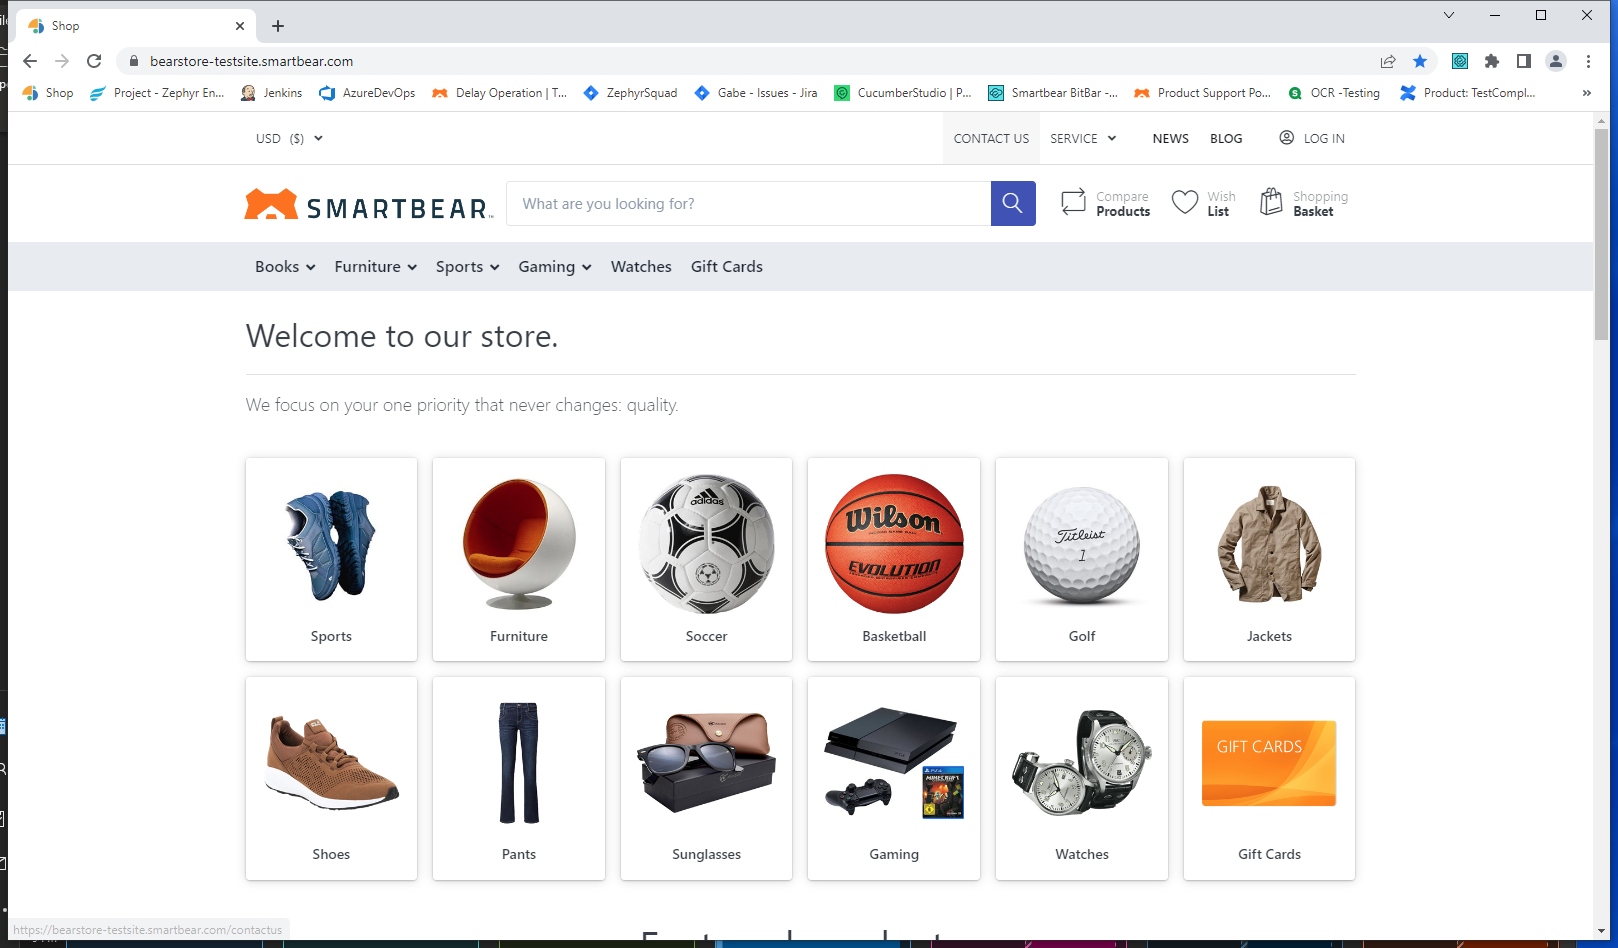 Shop
bearstore-testsite.smartbear.com
Shop
Project - Zephyr En...
Jenkins
AzureDevOps
Delay Operation | T...
ZephyrSquad
Gabe - Issues - Jira
CucumberStudio | P...
Smartbear BitBar -...
Product Support Po...
OCR -Testing
Product: TestCompl...
»
USD ($)
CONTACT US
SERVICE
NEWS
BLOG
LOG IN
SMARTBEAR
What are you looking for?
Compare
Products
Wish
List
Shopping
Basket
Books
Furniture
Sports
Gaming
Watches
Gift Cards
Welcome to our store.
We focus on your one priority that never changes: quality.
adidas
Wilson
EVOLUTION
Titleist
1
Sports
Furniture
Soccer
Basketball
Golf
Jackets
PS4
MINECRAFT
GIFT CARDS
Shoes
Pants
Sunglasses
Gaming
Watches
Gift Cards
https://bearstore-testsite.smartbear.com/contactus